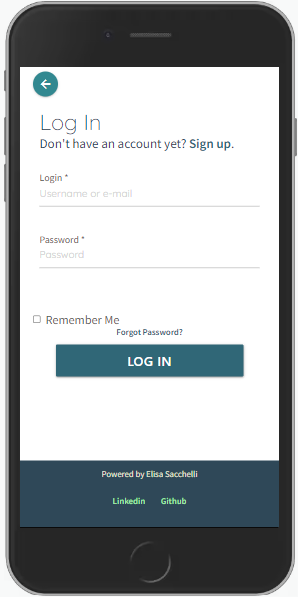 Log In
Don't have an account yet? Sign up.
Login *
Username or e-mail
Password *
Password
Remember Me
Forgot Password?
LOG IN
Powered by Elisa Sacchelli
Linkedin Github